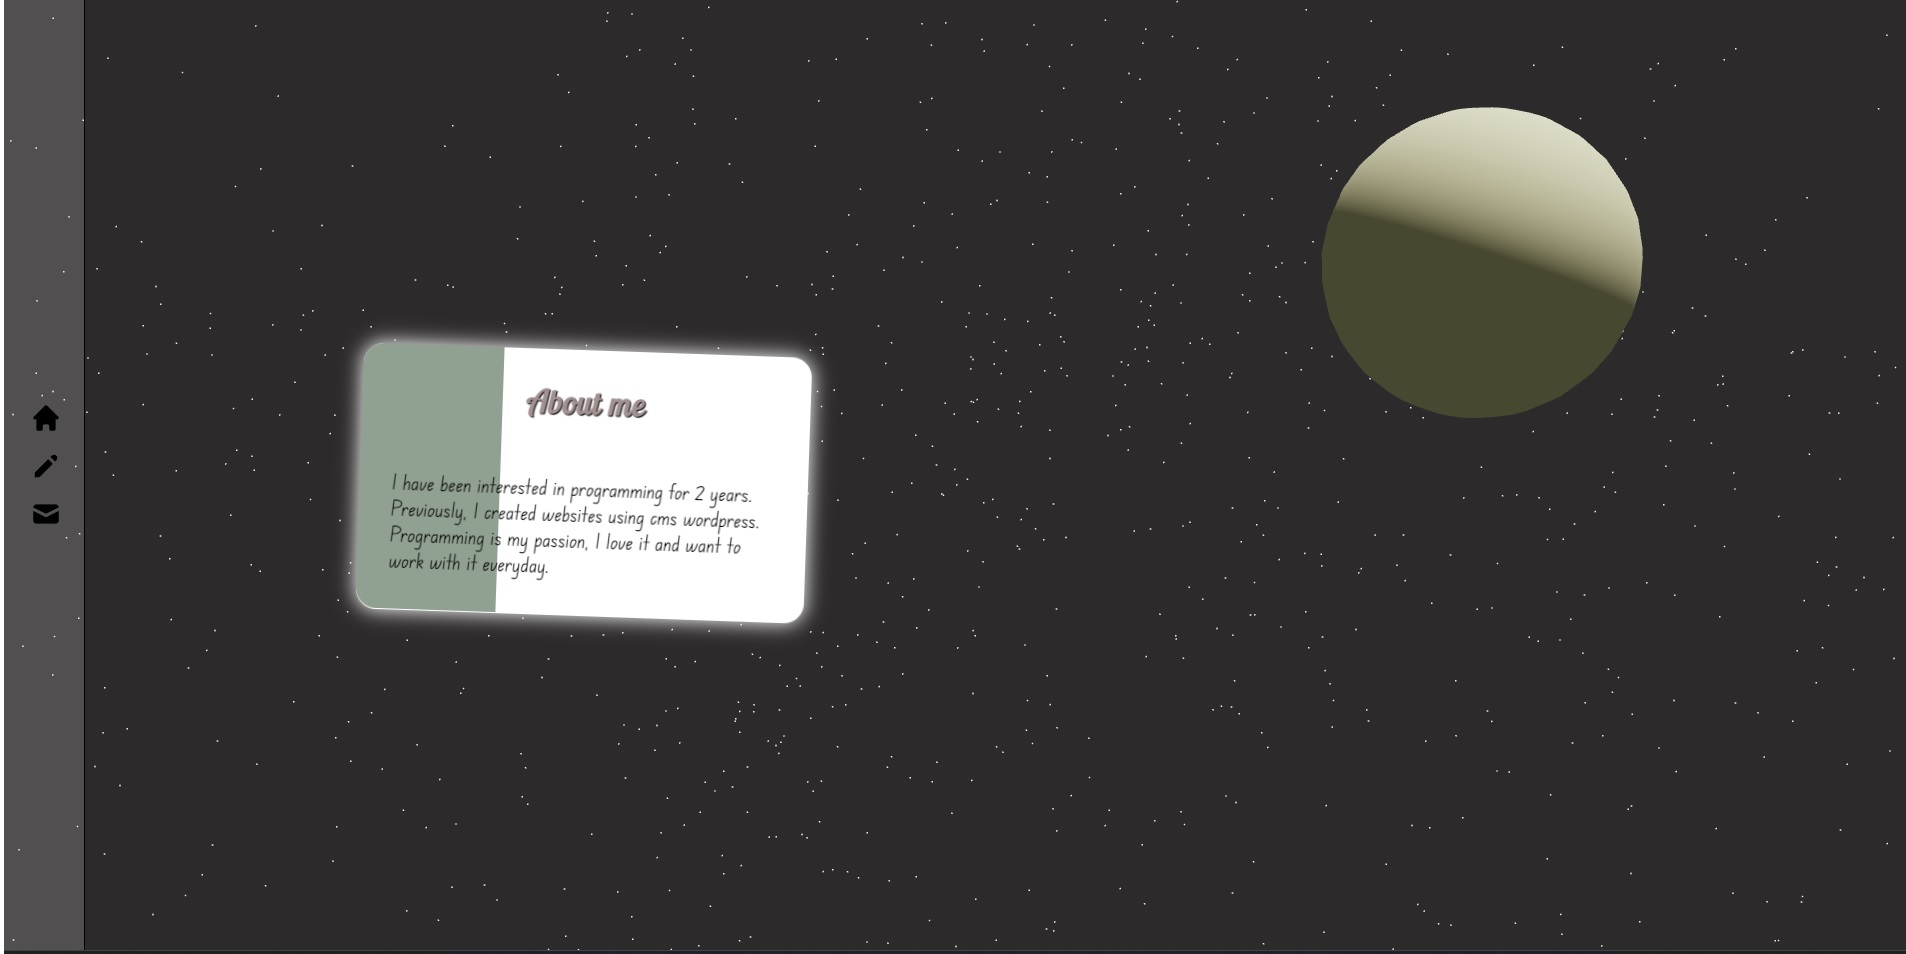 About me
I have been interested in programming for 2 years.
Previously, I created websites using cms wordpress.
Programming is my passion, I love it and want to
work with it everyday.